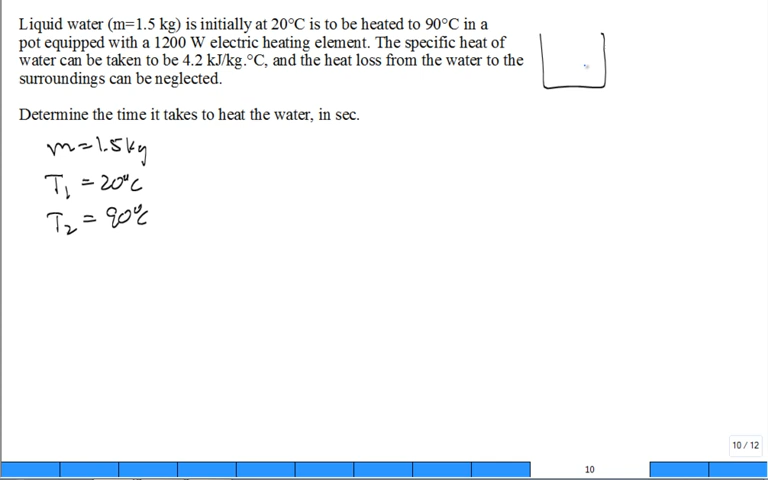 Liquid water (m=1.5 kg) is initially at 20°C is to be heated to 90°C in a
pot equipped with a 1200 W electric heating element. The specific heat of
water can be taken to be 4.2 kJ/kg.°C, and the heat loss from the water to the
surroundings can be neglected.
Determine the time it takes to heat the water, in sec.
m=1.5kg
T₁ = 20°C
T₂ = 90°C
10 / 12
10